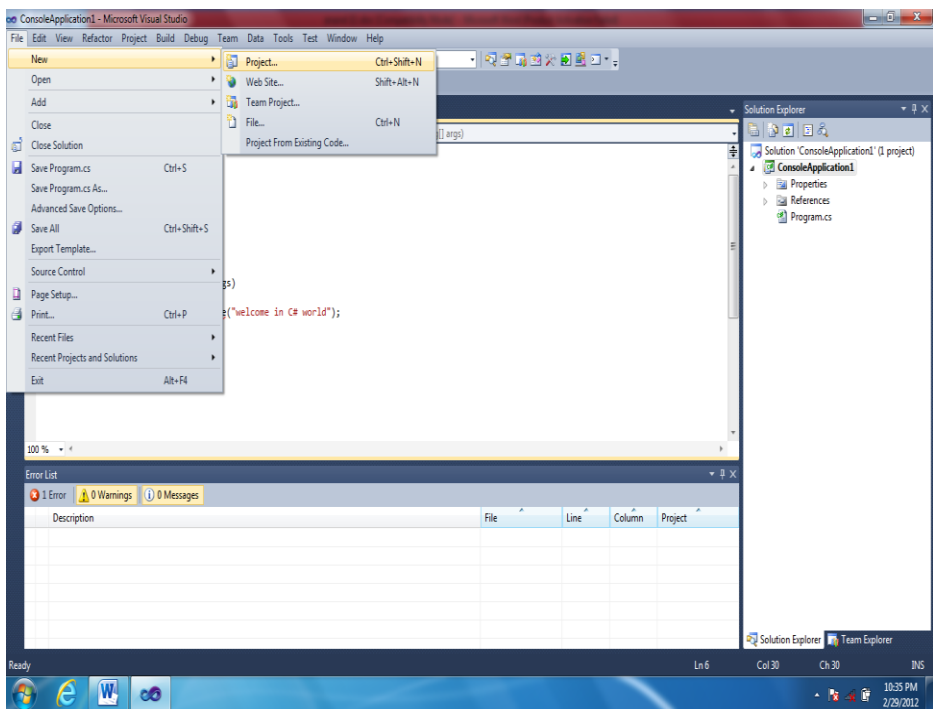 ConsoleApplication1 - Microsoft Visual Studio
File Edit View Refactor Project Build Debug Team Data Tools Test Window Help
New
Open
Add
Close
Close Solution
Save Program.cs Ctrl+S
Save Program.cs As...
Advanced Save Options...
Save All Ctrl+Shift+S
Export Template...
Source Control
Page Setup...
Print... Ctrl+P
Recent Files
Recent Projects and Solutions
Exit Alt+F4
Project... Ctrl+Shift+N
Web Site... Shift+Alt+N
Team Project...
File... Ctrl+N
Project From Existing Code...
[] args)
gs)
("welcome in C# world");
100 %
Solution Explorer
Solution 'ConsoleApplication1' (1 project)
ConsoleApplication1
Properties
References
Program.cs
Error List
1 Error 0 Warnings 0 Messages
Description File Line Column Project
Solution Explorer Team Explorer
Ready Ln 6 Col 30 Ch 30 INS
10:35 PM
2/29/2012